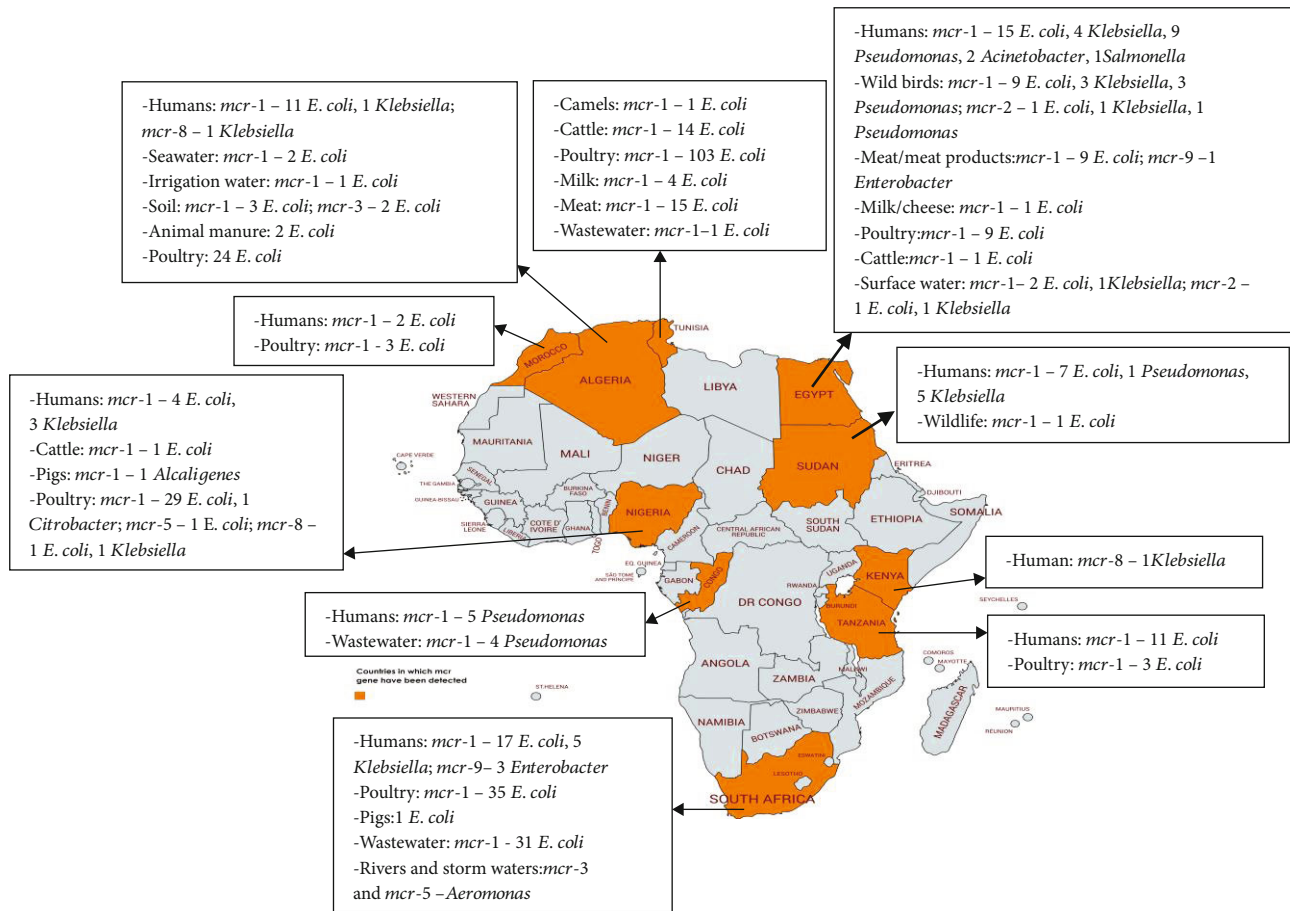 -Humans: mcr-1 – 15 E. coli, 4 Klebsiella, 9
Pseudomonas, 2 Acinetobacter, 1Salmonella
-Wild birds: mcr-1 – 9 E. coli, 3 Klebsiella, 3
Pseudomonas; mcr-2 – 1 E. coli, 1 Klebsiella, 1
Pseudomonas
-Meat/meat products:mcr-1 – 9 E. coli; mcr-9 –1
Enterobacter
-Milk/cheese: mcr-1 – 1 E. coli
-Poultry:mcr-1 – 9 E. coli
-Cattle:mcr-1 – 1 E. coli
-Surface water: mcr-1– 2 E. coli, 1Klebsiella; mcr-2 –
1 E. coli, 1 Klebsiella
-Humans: mcr-1 – 11 E. coli, 1 Klebsiella;
mcr-8 – 1 Klebsiella
-Seawater: mcr-1 – 2 E. coli
-Irrigation water: mcr-1 – 1 E. coli
-Soil: mcr-1 – 3 E. coli; mcr-3 – 2 E. coli
-Animal manure: 2 E. coli
-Poultry: 24 E. coli
-Camels: mcr-1 – 1 E. coli
-Cattle: mcr-1 – 14 E. coli
-Poultry: mcr-1 – 103 E. coli
-Milk: mcr-1 – 4 E. coli
-Meat: mcr-1 – 15 E. coli
-Wastewater: mcr-1–1 E. coli
-Humans: mcr-1 – 2 E. coli
-Poultry: mcr-1 - 3 E. coli
-Humans: mcr-1 – 7 E. coli, 1 Pseudomonas,
5 Klebsiella
-Wildlife: mcr-1 – 1 E. coli
-Humans: mcr-1 – 4 E. coli,
3 Klebsiella
-Cattle: mcr-1 – 1 E. coli
-Pigs: mcr-1 – 1 Alcaligenes
-Poultry: mcr-1 – 29 E. coli, 1
Citrobacter; mcr-5 – 1 E. coli; mcr-8 –
1 E. coli, 1 Klebsiella
-Human: mcr-8 – 1Klebsiella
-Humans: mcr-1 – 5 Pseudomonas
-Wastewater: mcr-1 – 4 Pseudomonas
-Humans: mcr-1 – 11 E. coli
-Poultry: mcr-1 – 3 E. coli
Countries in which mcr
gene have been detected
-Humans: mcr-1 – 17 E. coli, 5
Klebsiella; mcr-9– 3 Enterobacter
-Poultry: mcr-1 – 35 E. coli
-Pigs:1 E. coli
-Wastewater: mcr-1 - 31 E. coli
-Rivers and storm waters:mcr-3
and mcr-5 –Aeromonas
TUNISIA
MOROCCO
ALGERIA
LIBYA
EGYPT
WESTERN
SAHARA
MAURITANIA
MALI
NIGER
CHAD
SUDAN
ERITREA
CAPE VERDE
SENEGAL
THE GAMBIA
GUINEA-BISSAU
GUINEA
SIERRA
LEONE
LIBERIA
COTE D'
IVOIRE
BURKINA
FASO
GHANA
TOGO
BENIN
NIGERIA
CAMEROON
CENTRAL AFRICAN
REPUBLIC
SOUTH
SUDAN
ETHIOPIA
DJIBOUTI
SOMALIA
EQ. GUINEA
SÃO TOMÉ
AND PRÍNCIPE
GABON
CONGO
DR CONGO
UGANDA
RWANDA
BURUNDI
KENYA
TANZANIA
SEYCHELLES
COMOROS
MAYOTTE
ANGOLA
ZAMBIA
MALAWI
MOZAMBIQUE
ZIMBABWE
MADAGASCAR
MAURITIUS
REUNION
ST.HELENA
NAMIBIA
BOTSWANA
LESOTHO
SOUTH AFRICA